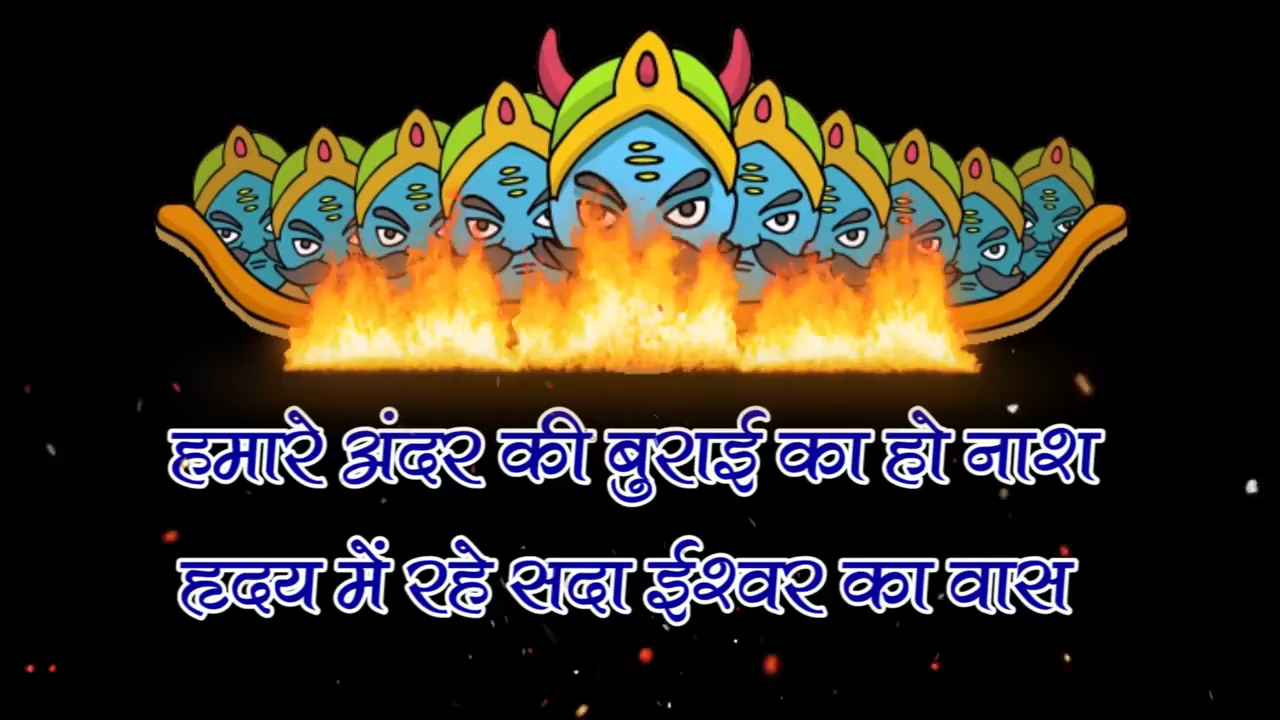 हमारे अंदर की बुराई का हो नाश
हृदय में रहे सदा ईश्वर का वास